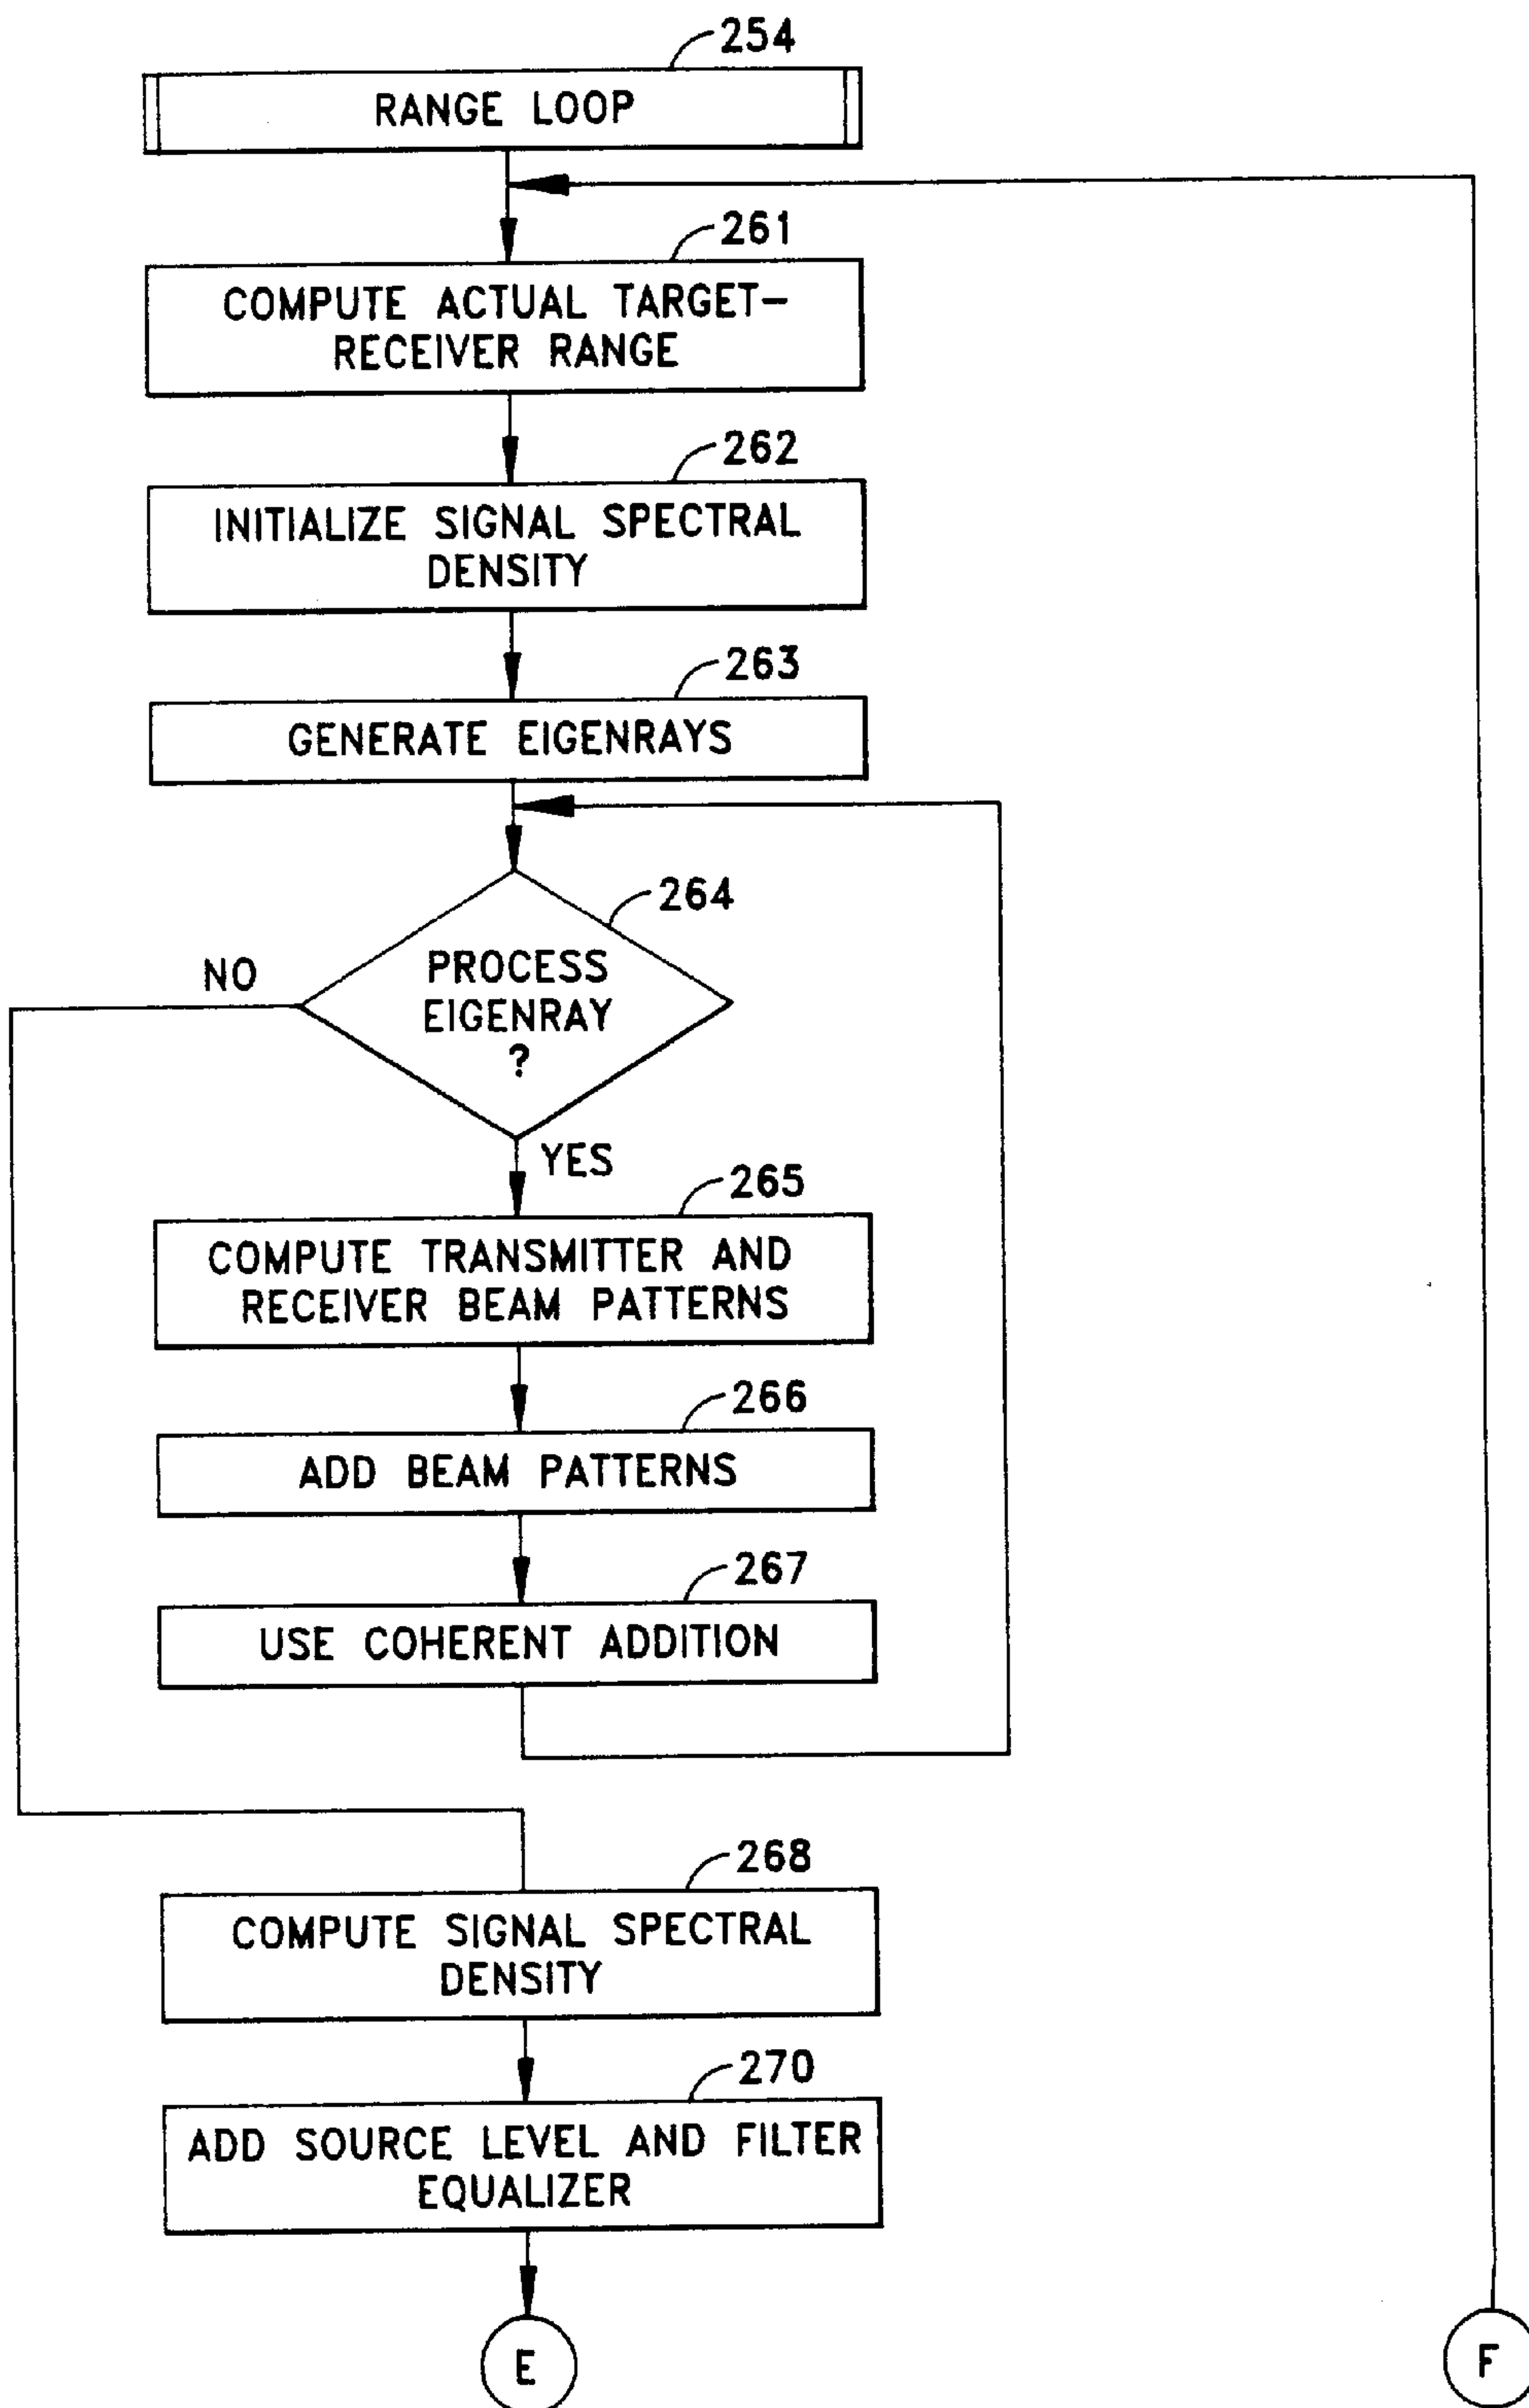 254
RANGE LOOP
261
COMPUTE ACTUAL TARGET-
RECEIVER RANGE
262
INITIALIZE SIGNAL SPECTRAL
DENSITY
263
GENERATE EIGENRAYS
264
NO
PROCESS
EIGENRAY
?
YES
265
COMPUTE TRANSMITTER AND
RECEIVER BEAM PATTERNS
266
ADD BEAM PATTERNS
267
USE COHERENT ADDITION
268
COMPUTE SIGNAL SPECTRAL
DENSITY
270
ADD SOURCE LEVEL AND FILTER
EQUALIZER
E
F